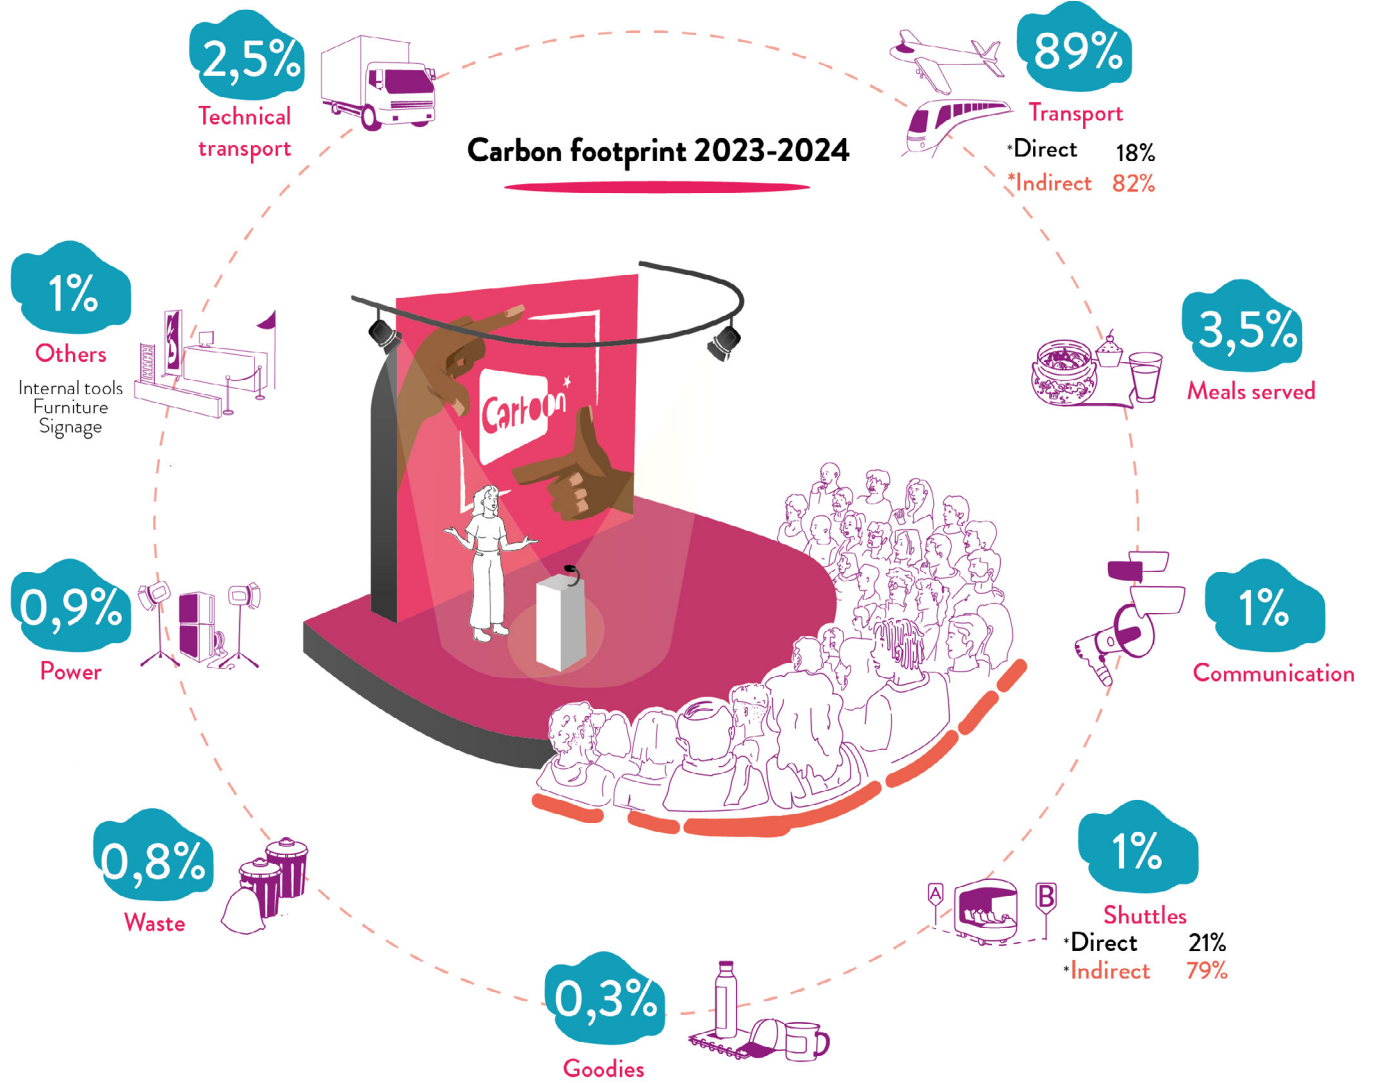 Carbon footprint 2023-2024
89%
Transport
*Direct 18%
*Indirect 82%
3,5%
Meals served
1%
Communication
1%
Shuttles
*Direct 21%
*Indirect 79%
A
B
0,3%
Goodies
0,8%
Waste
0,9%
Power
1%
Others
Internal tools
Furniture
Signage
2,5%
Technical
transport
Cartoon